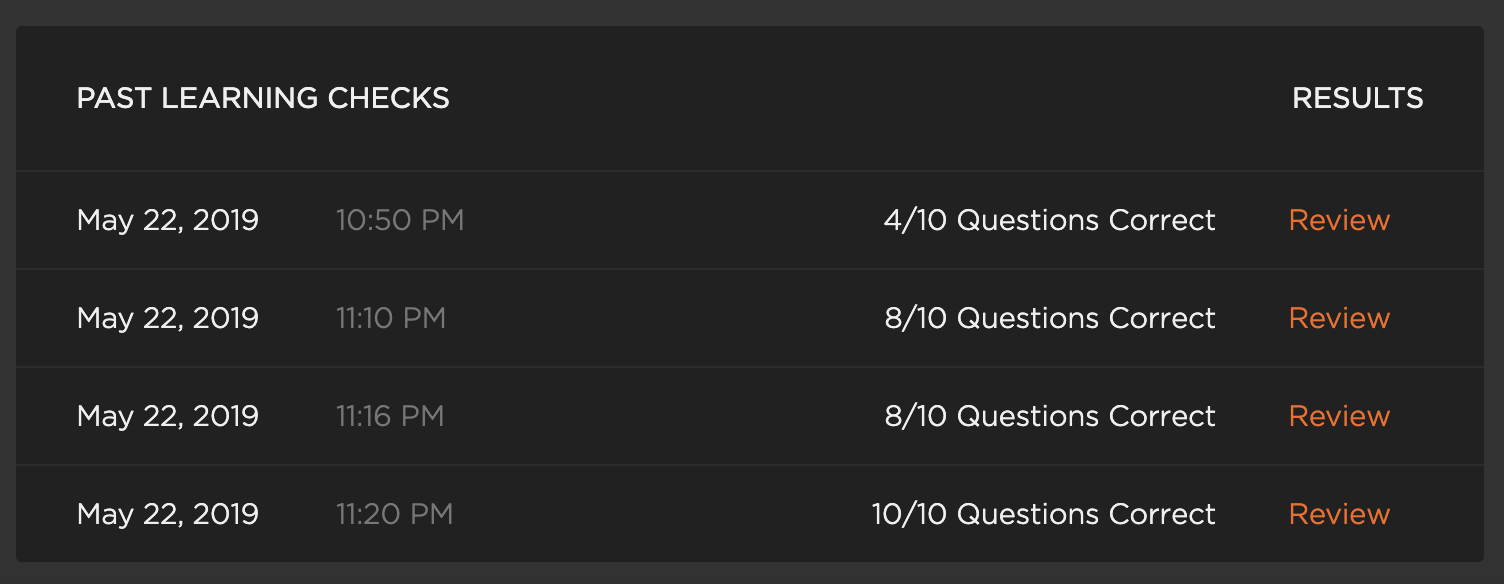 PAST LEARNING CHECKS RESULTS
May 22, 2019 10:50 PM 4/10 Questions Correct Review
May 22, 2019 11:10 PM 8/10 Questions Correct Review
May 22, 2019 11:16 PM 8/10 Questions Correct Review
May 22, 2019 11:20 PM 10/10 Questions Correct Review